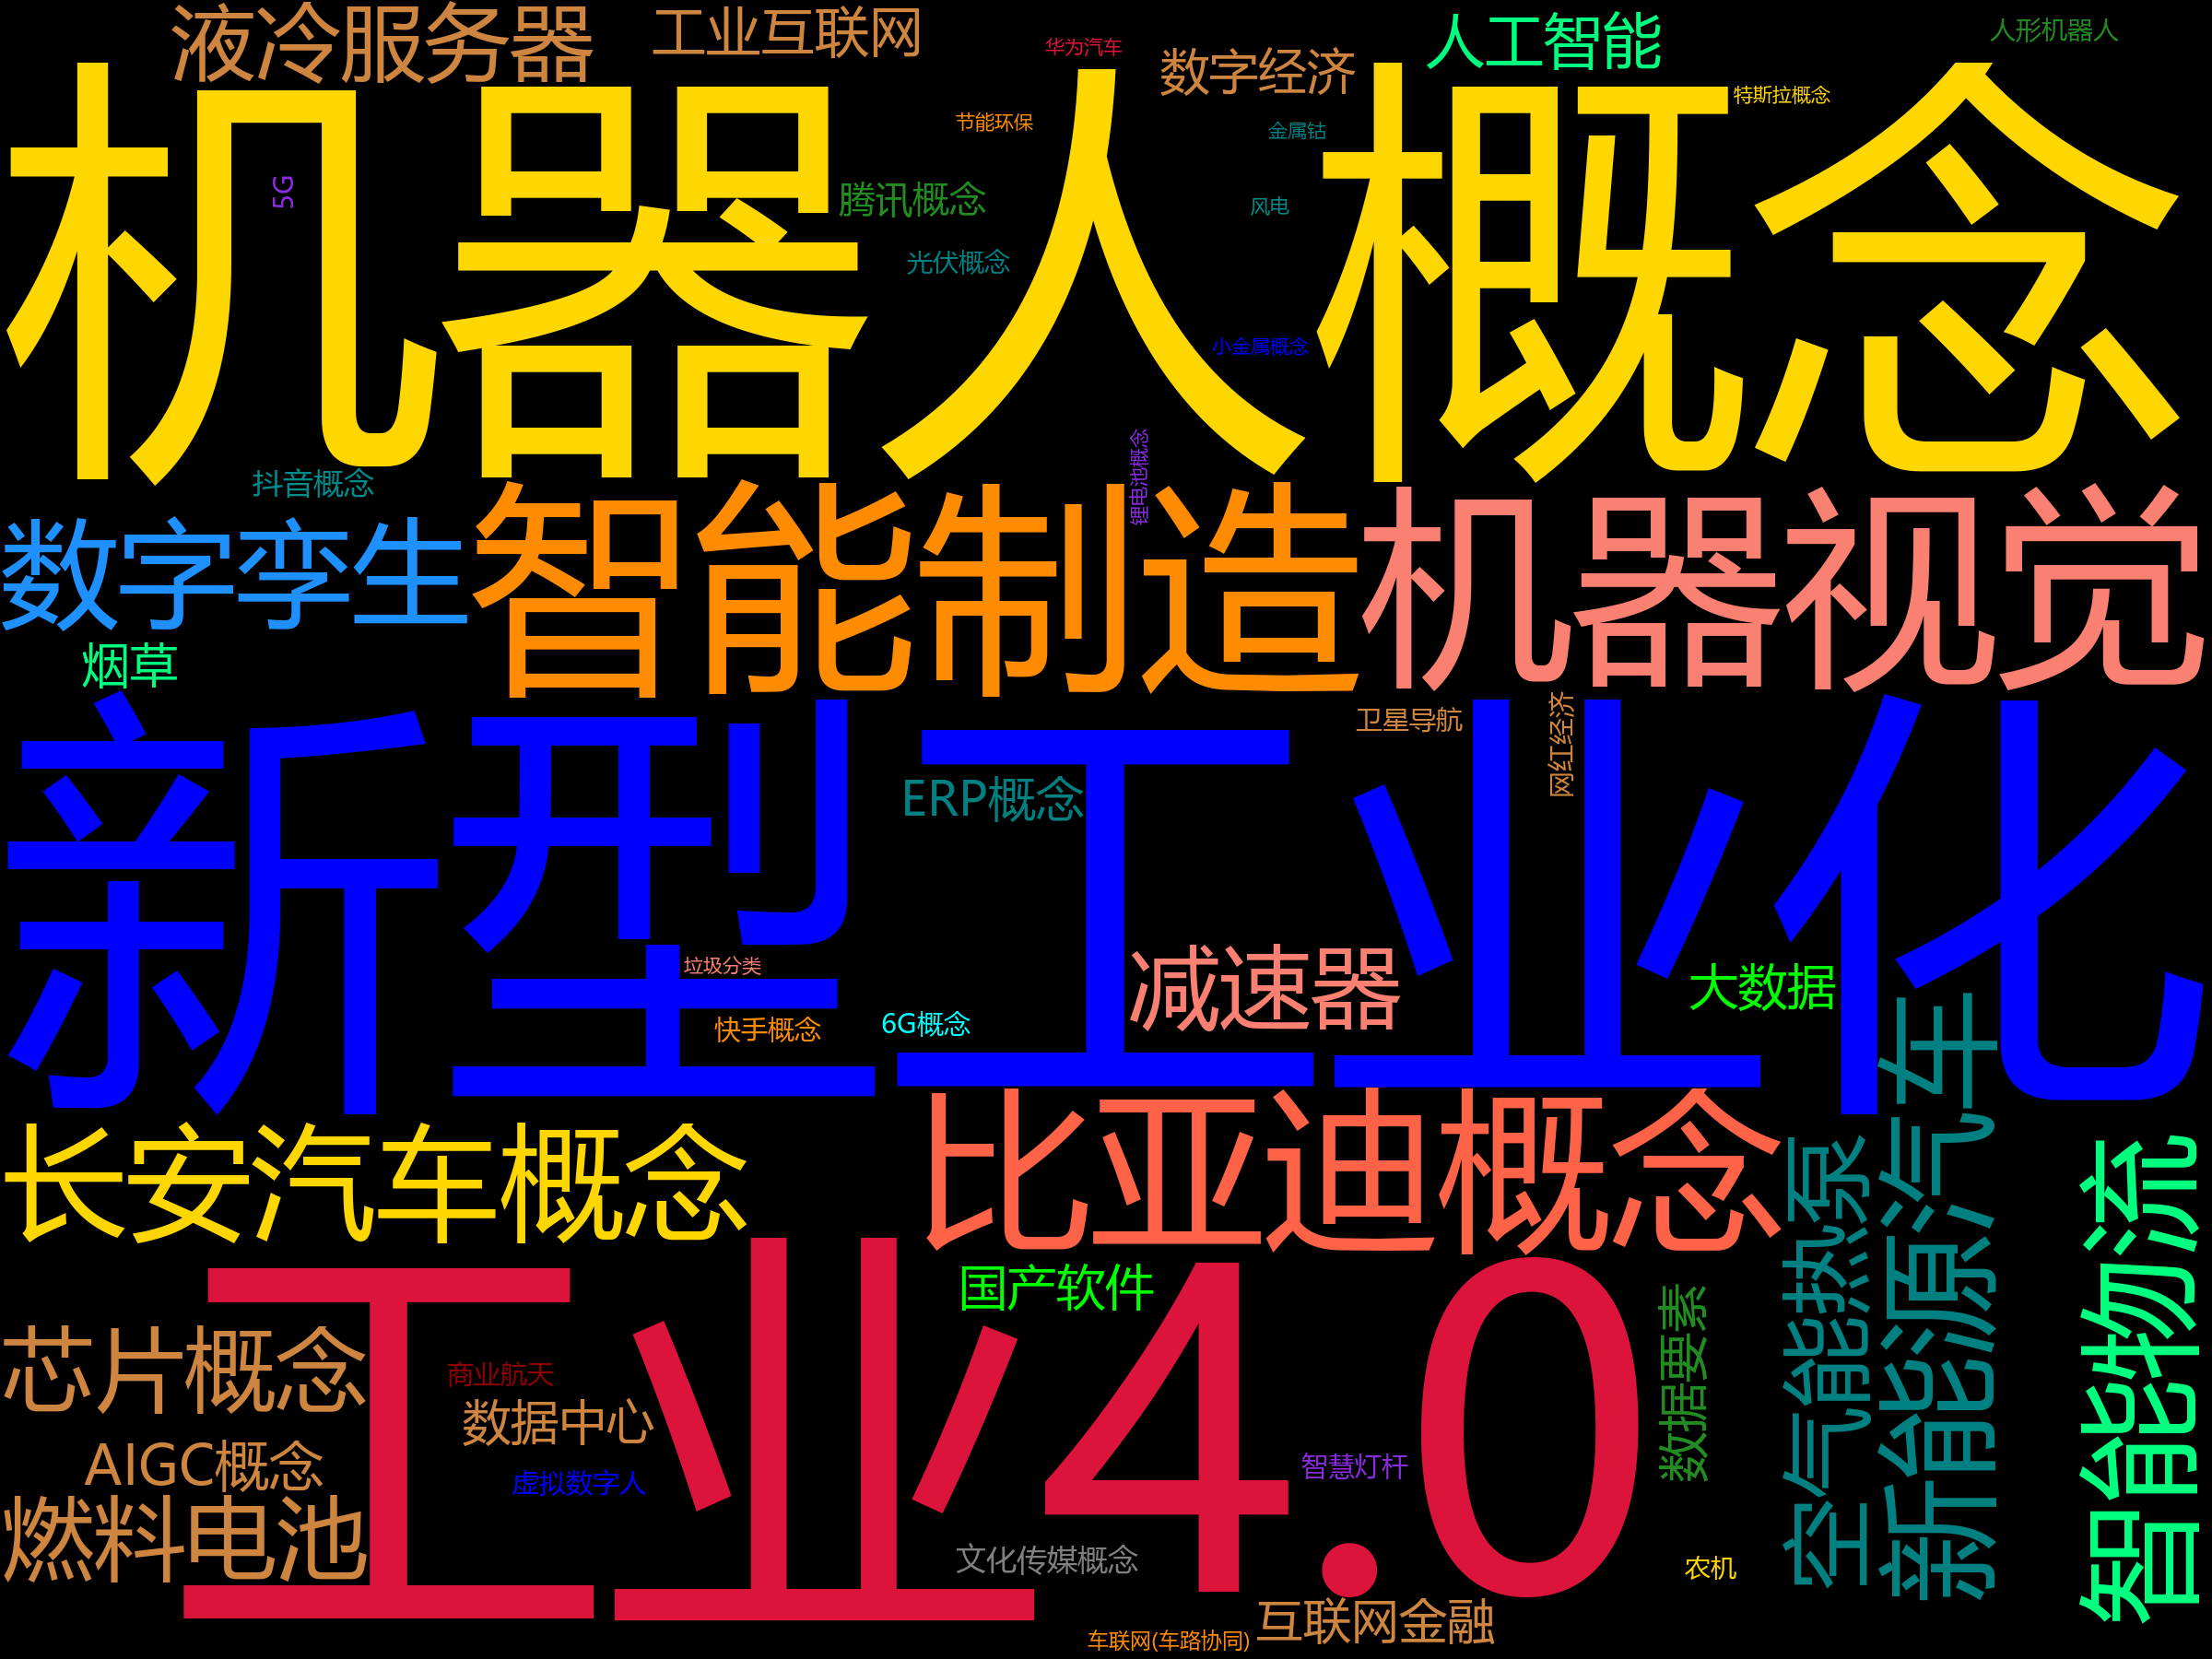 液冷服务器
工业互联网
华为汽车
数字经济
人工智能
人形机器人
特斯拉概念
节能环保
金属钴
机器人概念
5G
腾讯概念
风电
光伏概念
小金属概念
锂电池概念
抖音概念
数字孪生
智能制造
机器视觉
烟草
新型工业化
卫星导航
网红经济
ERP概念
垃圾分类
减速器
大数据
快手概念
6G概念
长安汽车概念
比亚迪概念
新能源汽车
空气能热泵
智能物流
工业4.0
国产软件
芯片概念
商业航天
数据中心
数据要素
AIGC概念
虚拟数字人
智慧灯杆
燃料电池
文化传媒概念
农机
车联网(车路协同)
互联网金融